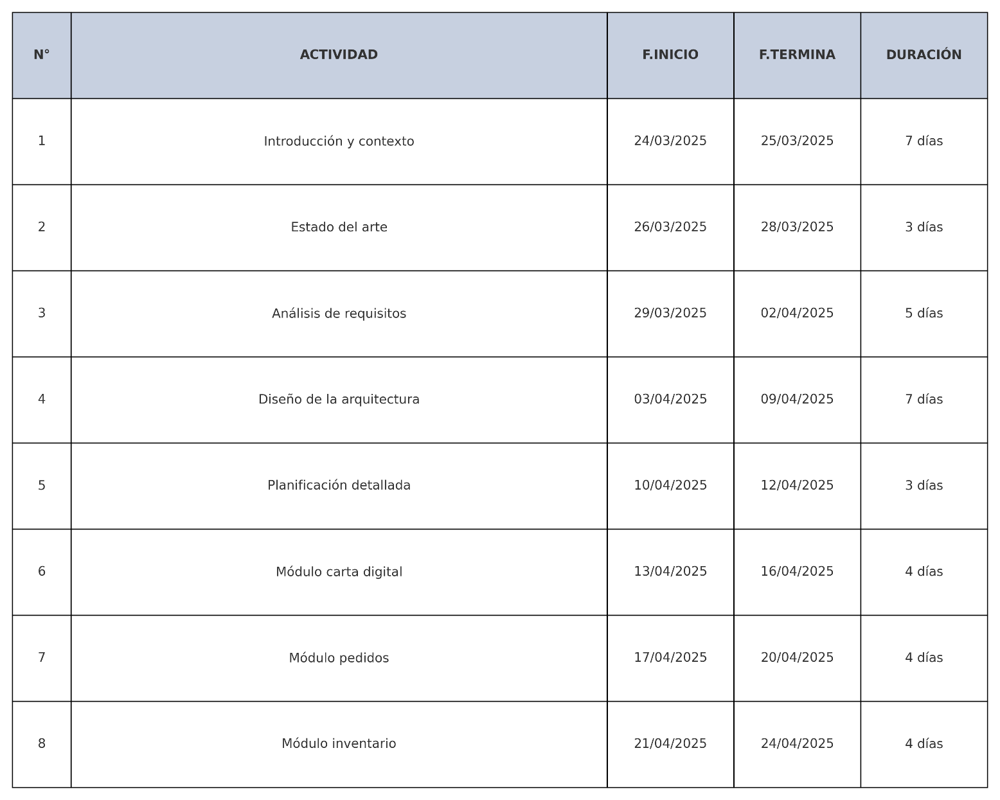 N° ACTIVIDAD F.INICIO F.TERMINA DURACIÓN
1 Introducción y contexto 24/03/2025 25/03/2025 7 días
2 Estado del arte 26/03/2025 28/03/2025 3 días
3 Análisis de requisitos 29/03/2025 02/04/2025 5 días
4 Diseño de la arquitectura 03/04/2025 09/04/2025 7 días
5 Planificación detallada 10/04/2025 12/04/2025 3 días
6 Módulo carta digital 13/04/2025 16/04/2025 4 días
7 Módulo pedidos 17/04/2025 20/04/2025 4 días
8 Módulo inventario 21/04/2025 24/04/2025 4 días